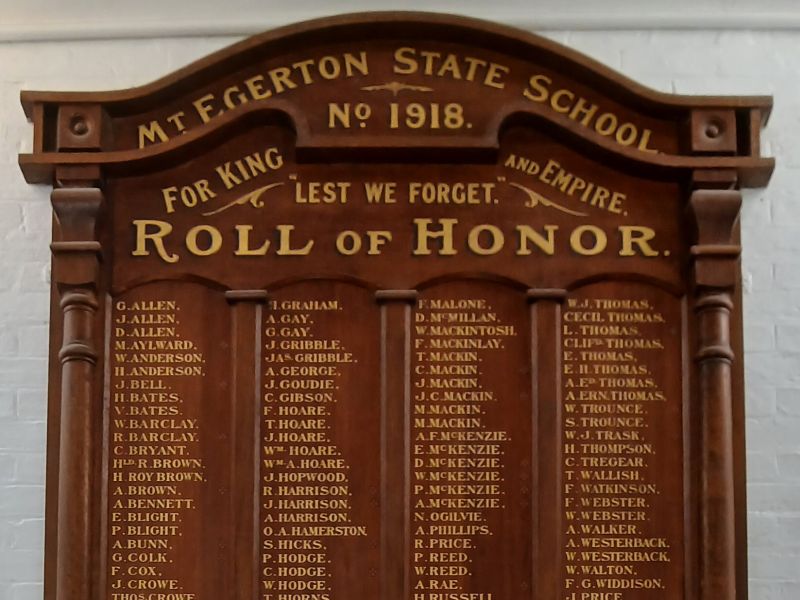 MT EGERTON STATE SCHOOL.
No 1918.
FOR KING "LEST WE FORGET." AND EMPIRE.
ROLL OF HONOR.
G. ALLEN.
J. ALLEN.
D. ALLEN.
M. AYLWARD.
W. ANDERSON.
H. ANDERSON.
J. BELL.
H. BATES.
V. BATES.
W. BARCLAY.
R. BARCLAY.
C. BRYANT.
HLD. R. BROWN.
H. ROY BROWN.
A. BROWN.
A. BENNETT.
E. BLIGHT.
P. BLIGHT.
A. BUNN.
G. COLK.
F. COX.
J. CROWE.
THOS. CROWE.
H. GRAHAM.
A. GAY.
G. GAY.
J. GRIBBLE.
JAS. GRIBBLE.
A. GEORGE.
J. GOUDIE.
C. GIBSON.
F. HOARE.
T. HOARE.
J. HOARE.
WM. HOARE.
WM. A. HOARE.
J. HOPWOOD.
R. HARRISON.
J. HARRISON.
A. HARRISON.
O. A. HAMERSTON.
S. HICKS.
P. HODGE.
C. HODGE.
W. HODGE.
T. HIORNS.
F. MALONE.
D. McMILLAN.
W. MACKINTOSH.
F. MACKINLAY.
T. MACKIN.
C. MACKIN.
J. MACKIN.
J. C. MACKIN.
M. MACKIN.
M. MACKIN.
A. F. McKENZIE.
E. McKENZIE.
D. McKENZIE.
W. McKENZIE.
P. McKENZIE.
A. McKENZIE.
N. OGILVIE.
A. PHILLIPS.
R. PRICE.
P. REED.
W. REED.
A. RAE.
H. RUSSELL.
W. J. THOMAS.
CECIL THOMAS.
L. THOMAS.
THOMAS.
E. THOMAS.
E. H. THOMAS.
A. ED. THOMAS.
A. ERN. THOMAS.
W. TROUNCE.
S. TROUNCE.
W. J. TRASK.
H. THOMPSON.
C. TREGEAR.
T. WALLISH.
F. WATKINSON.
F. WEBSTER.
W. WEBSTER.
A. WALKER.
A. WESTERBACK.
W. WESTERBACK.
W. WALTON.
F. G. WIDDISON.
J. PRICE.